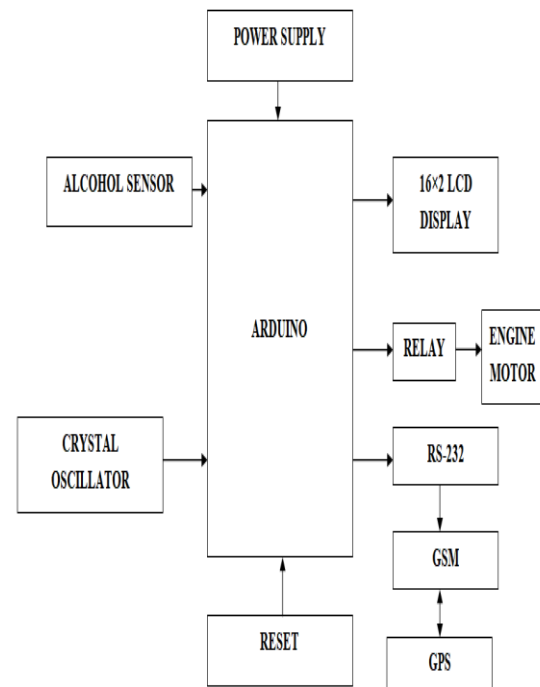 POWER SUPPLY
ALCOHOL SENSOR
16×2 LCD
DISPLAY
ARDUINO
RELAY
ENGINE
MOTOR
CRYSTAL
OSCILLATOR
RS-232
GSM
RESET
GPS